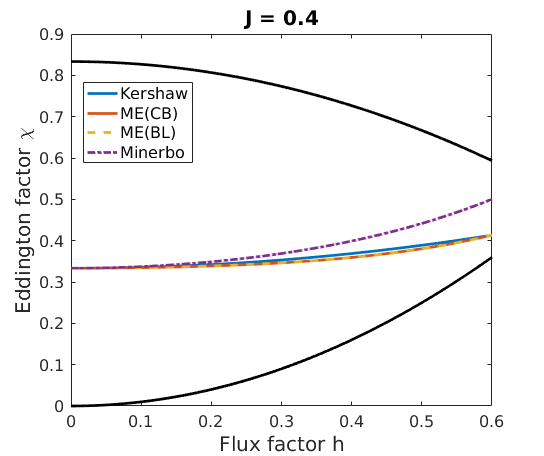 J = 0.4
Eddington factor χ
0.9
0.8
0.7
0.6
0.5
0.4
0.3
0.2
0.1
0
Kershaw
ME(CB)
ME(BL)
Minerbo
0 0.1 0.2 0.3 0.4 0.5 0.6
Flux factor h